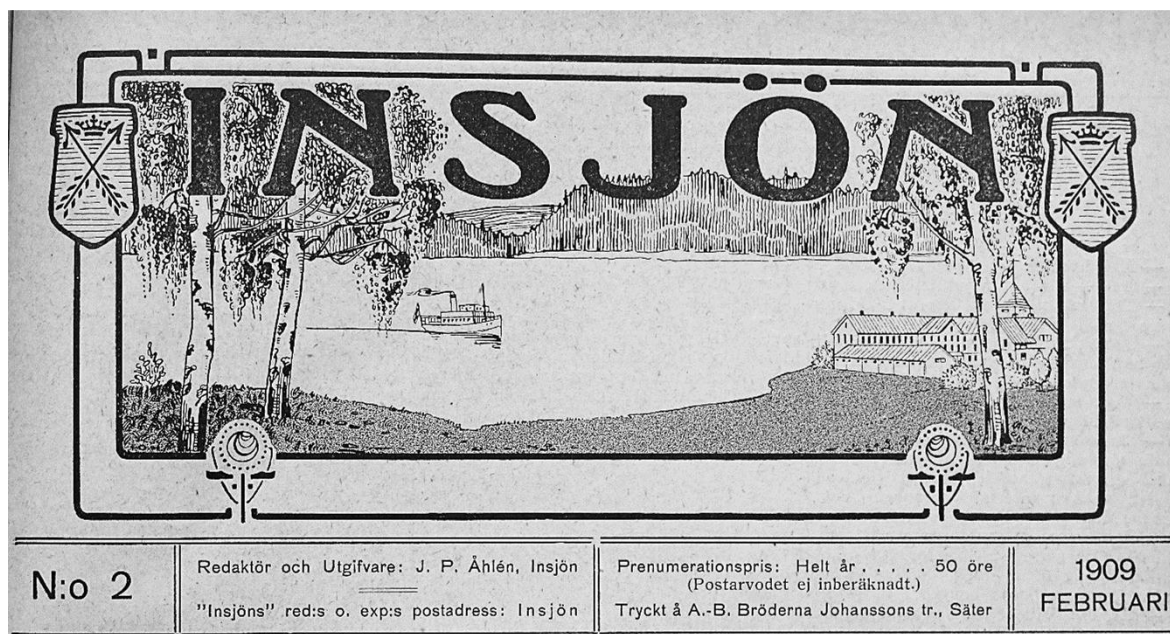 INSJÖN
N:o 2
Redaktör och Utgifvare: J. P. Åhlén, Insjön
"Insjöns" red:s o. exp:s postadress: Insjön
Prenumerationspris: Helt år . . . . . 50 öre
(Postarvodet ej inberäknadt.)
Tryckt å A.-B. Bröderna Johanssons tr., Säter
1909
FEBRUARI